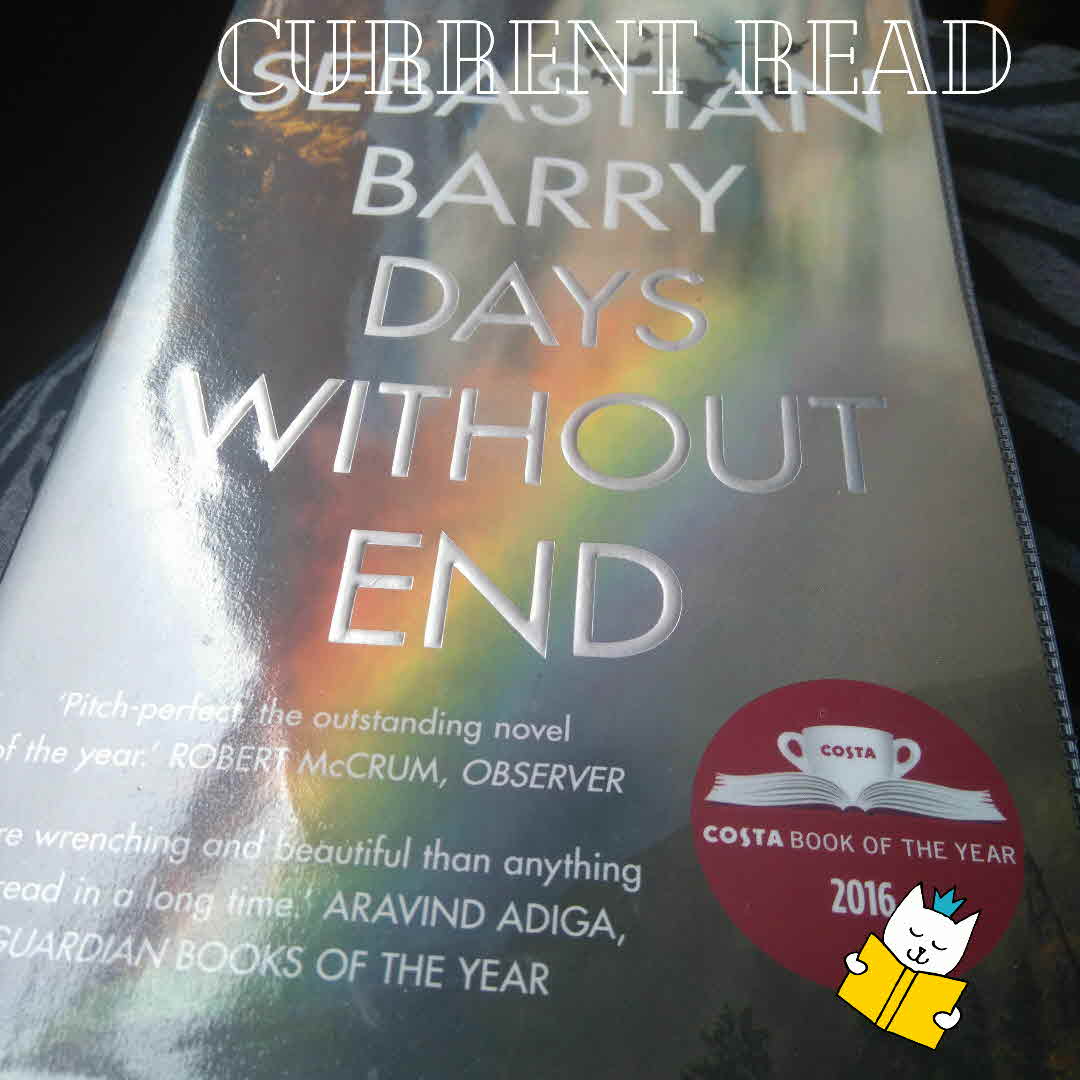 CURRENT READ
SEBASTIAN
BARRY
DAYS
WITHOUT
END
'Pitch-perfect, the outstanding novel
of the year.' ROBERT McCRUM, OBSERVER
wrenching and beautiful than anything
read in a long time.' ARAVIND ADIGA,
GUARDIAN BOOKS OF THE YEAR
COSTA
COSTA BOOK OF THE YEAR
2016